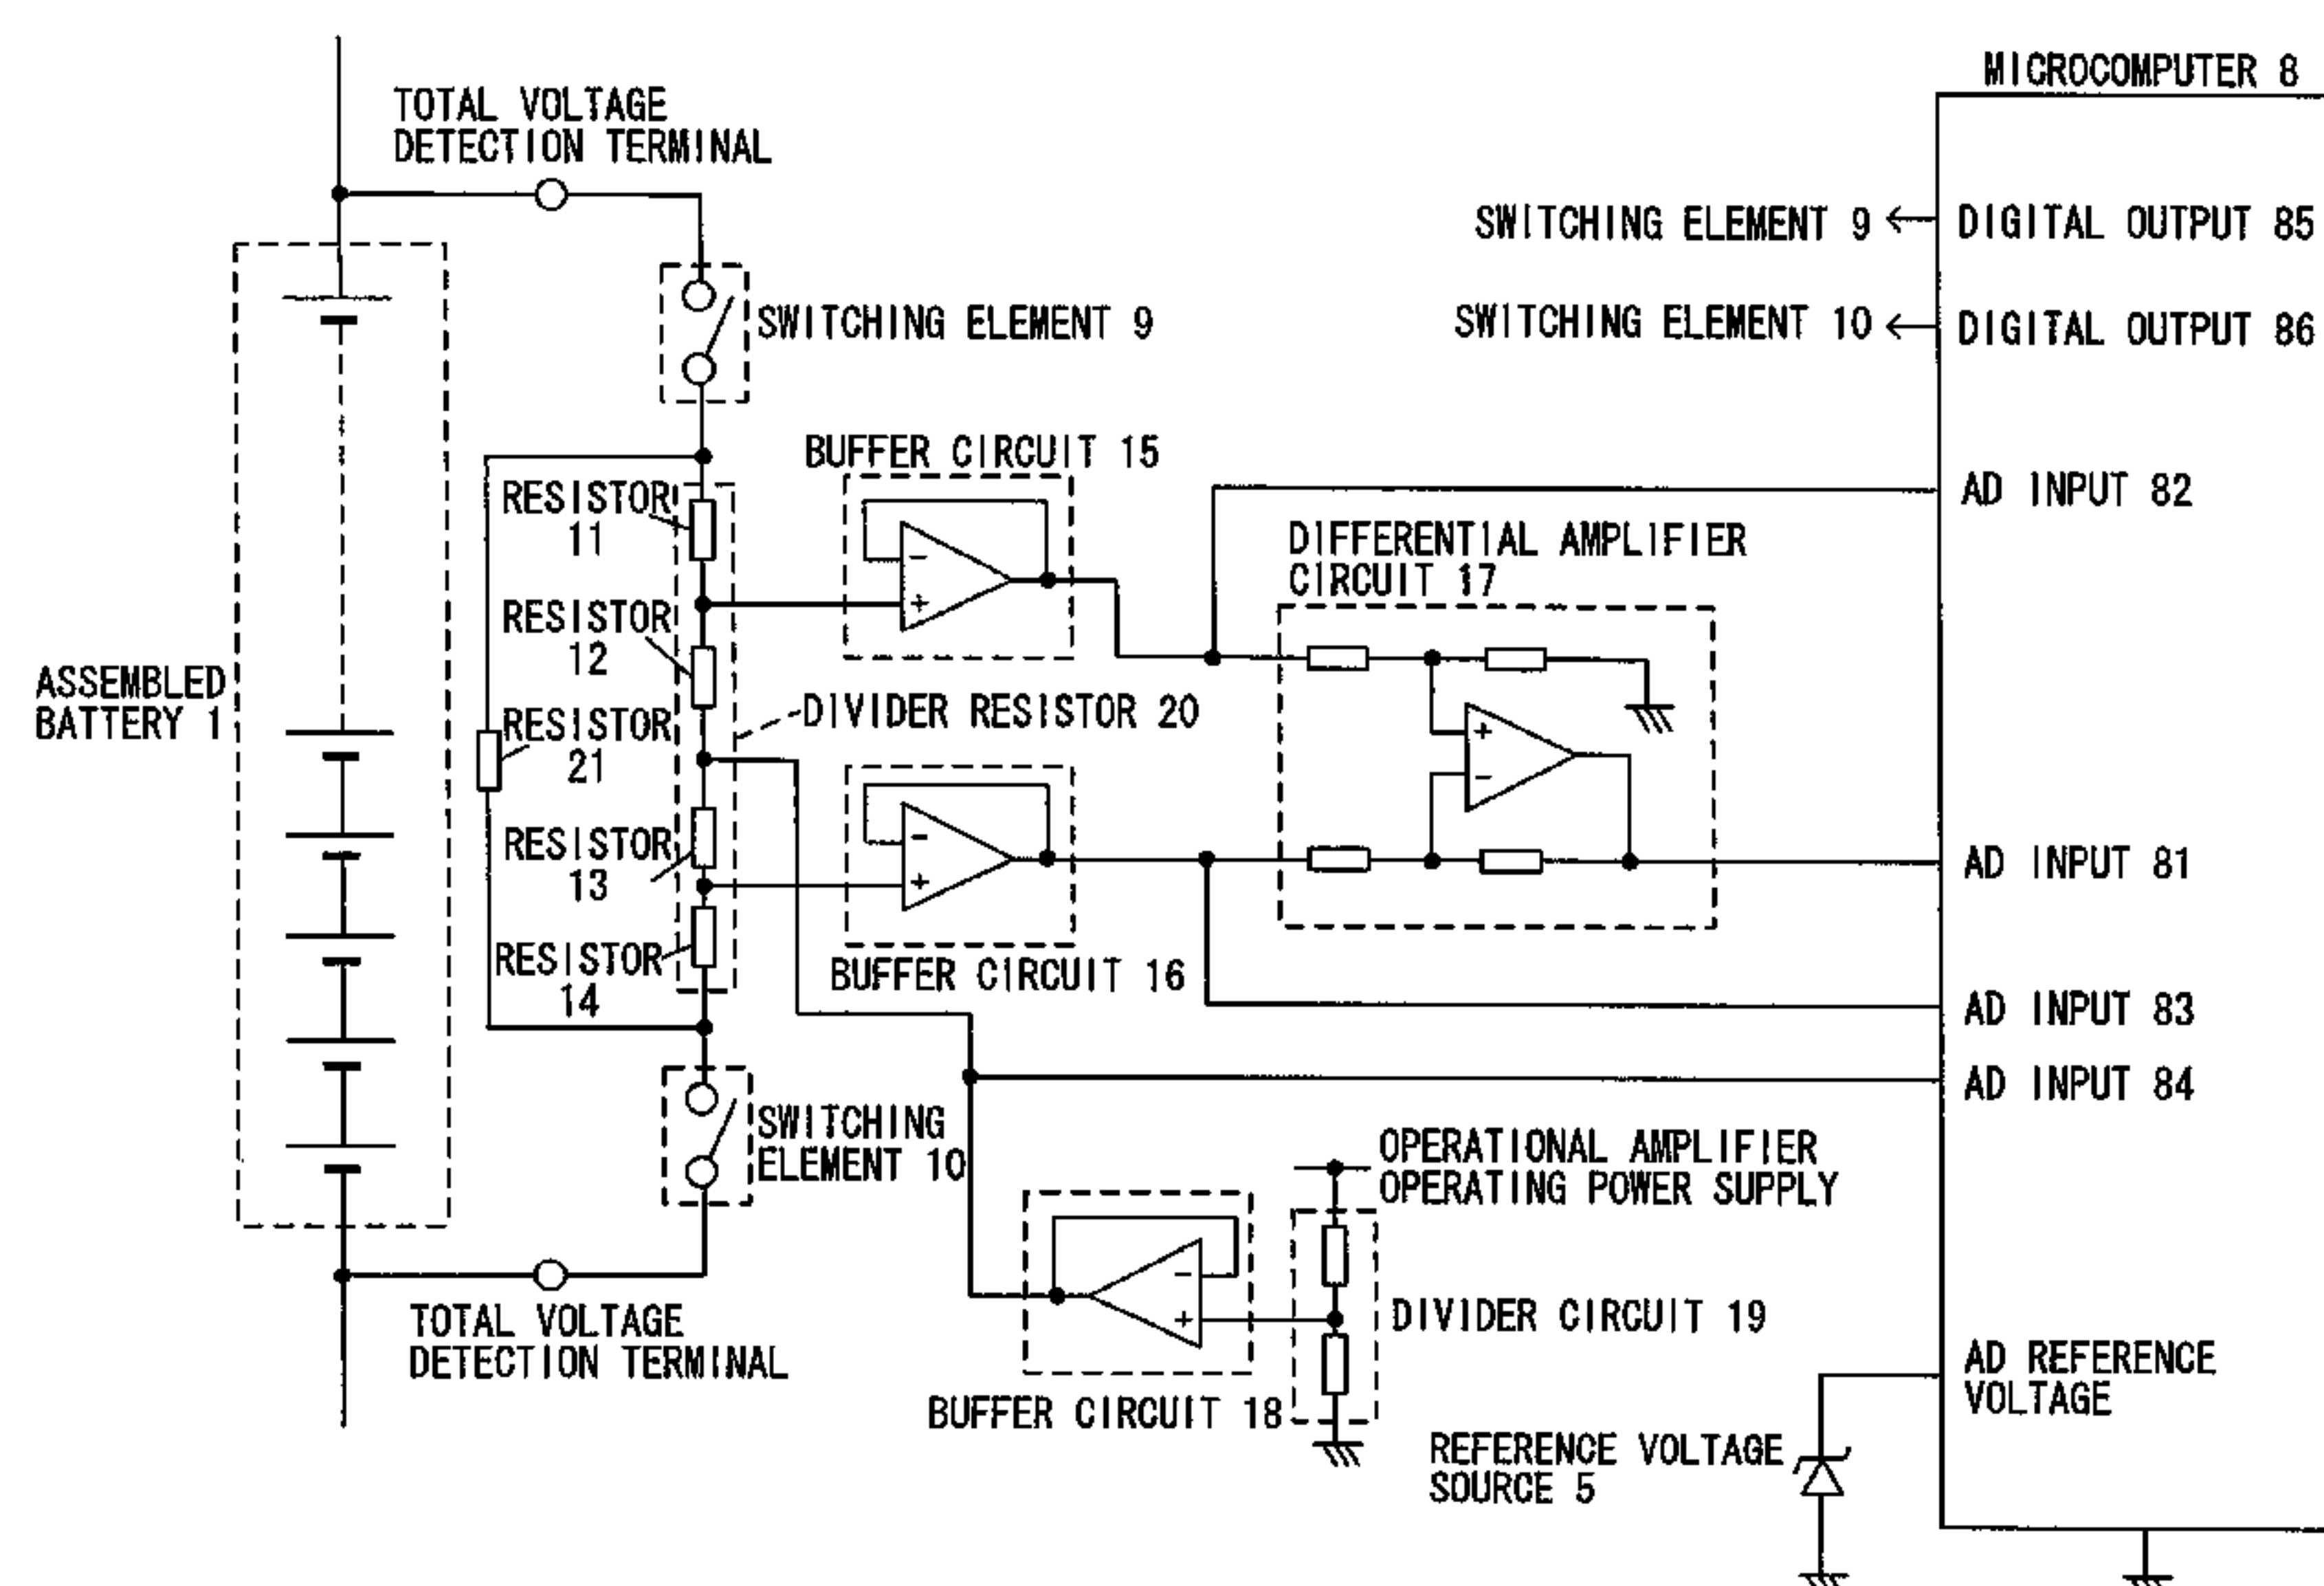 MICROCOMPUTER 8
TOTAL VOLTAGE
DETECTION TERMINAL
SWITCHING ELEMENT 9
DIGITAL OUTPUT 85
SWITCHING ELEMENT 9
SWITCHING ELEMENT 10
DIGITAL OUTPUT 86
BUFFER CIRCUIT 15
RESISTOR
11
AD INPUT 82
DIFFERENTIAL AMPLIFIER
CIRCUIT 17
-
+
RESISTOR
12
ASSEMBLED
BATTERY 1
DIVIDER RESISTOR 20
RESISTOR
21
+
-
RESISTOR
13
-
+
AD INPUT 81
RESISTOR
14
BUFFER CIRCUIT 16
AD INPUT 83
AD INPUT 84
SWITCHING
ELEMENT 10
OPERATIONAL AMPLIFIER
OPERATING POWER SUPPLY
-
+
DIVIDER CIRCUIT 19
TOTAL VOLTAGE
DETECTION TERMINAL
BUFFER CIRCUIT 18
AD REFERENCE
VOLTAGE
REFERENCE VOLTAGE
SOURCE 5